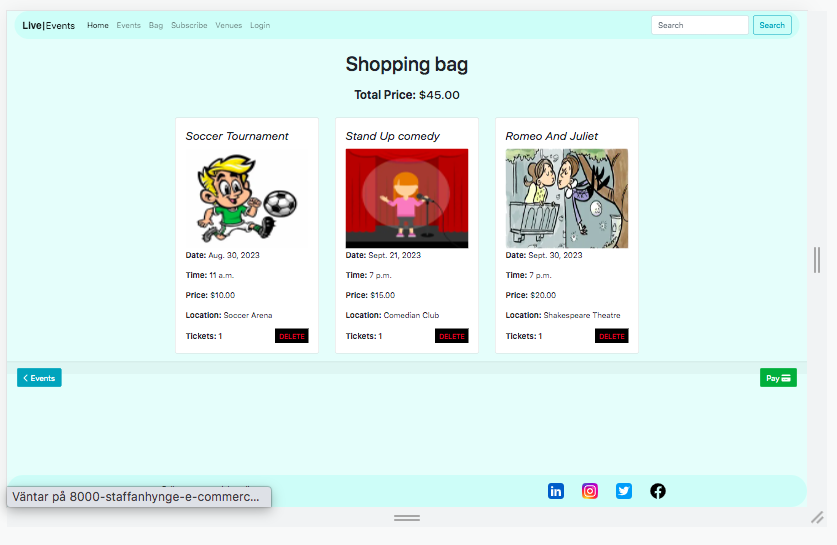 Live|Events Home Events Bag Subscribe Venues Login Search Search
Shopping bag
Total Price: $45.00
Soccer Tournament
Date: Aug. 30, 2023
Time: 11 a.m.
Price: $10.00
Location: Soccer Arena
Tickets: 1 DELETE
Stand Up comedy
Date: Sept. 21, 2023
Time: 7 p.m.
Price: $15.00
Location: Comedian Club
Tickets: 1 DELETE
Romeo And Juliet
Date: Sept. 30, 2023
Time: 7 p.m.
Price: $20.00
Location: Shakespeare Theatre
Tickets: 1 DELETE
Events Pay
Väntar på 8000-staffanhynge-e-commerc...
in